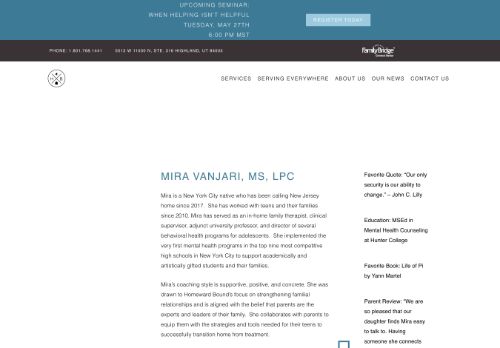 UPCOMING SEMINAR:
WHEN HELPING ISN'T HELPFUL
TUESDAY, MAY 27TH
6:00 PM MST
REGISTER TODAY
PHONE: 1.801.766.1441
5513 W 11000 N, STE. 216 HIGHLAND, UT 84003
FamilyBridge
H B
SERVICES SERVING EVERYWHERE ABOUT US OUR NEWS CONTACT US
MIRA VANJARI, MS, LPC
Mira is a New York City native who has been calling New Jersey
home since 2017. She has worked with teens and their families
since 2010. Mira has served as an in-home family therapist, clinical
supervisor, adjunct university professor, and director of several
behavioral health programs for adolescents. She implemented the
very first mental health programs in the top nine most competitive
high schools in New York City to support academically and
artistically gifted students and their families.
Mira's coaching style is supportive, positive, and concrete. She was
drawn to Homeward Bound's focus on strengthening familial
relationships and is aligned with the belief that parents are the
experts and leaders of their family. She collaborates with parents to
equip them with the strategies and tools needed for their teens to
successfully transition home from treatment.
Favorite Quote: "Our only
security is our ability to
change." – John C. Lilly
Education: MSEd in
Mental Health Counseling
at Hunter College
Favorite Book: Life of Pi
by Yann Martel
Parent Review: "We are
so pleased that our
daughter finds Mira
easy to talk to. Having
someone she connects